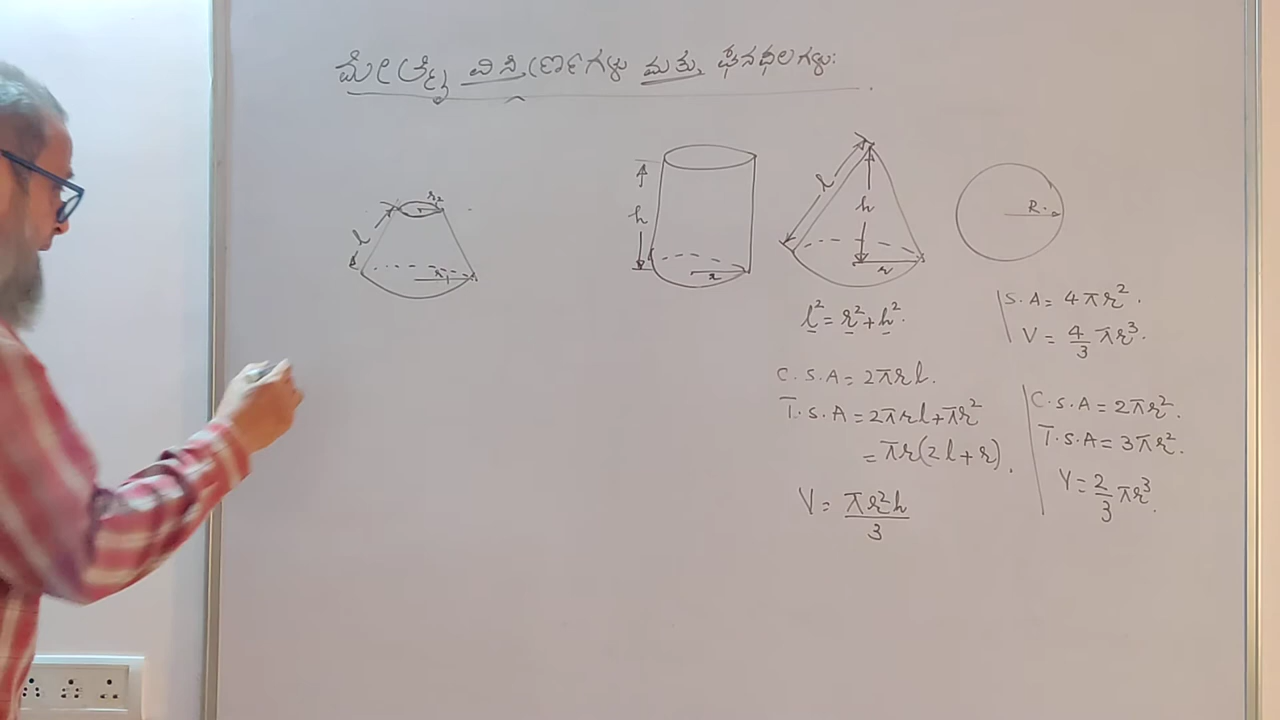 ಮೇಲ್ಮೈ ವಿಸ್ತೀರ್ಣಗಳು ಮತ್ತು ಘನಫಲಗಳು:
r₂
l
r₁
h
r
l
h
r
R.
l² = r² + h².
C.S.A = 2πrl.
T.S.A = 2πrl + πr²
= πr(2l + r).
V = πr²h/3
S.A = 4πr².
V = 4/3 πr³.
C.S.A = 2πr².
T.S.A = 3πr².
V = 2/3 πr³.